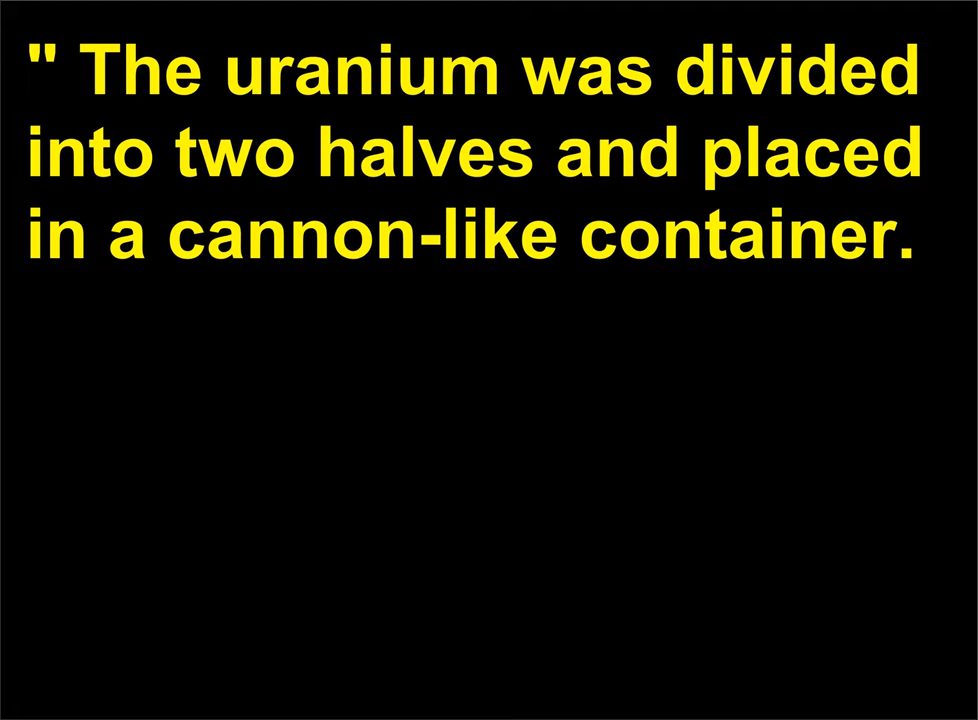 " The uranium was divided
into two halves and placed
in a cannon-like container.